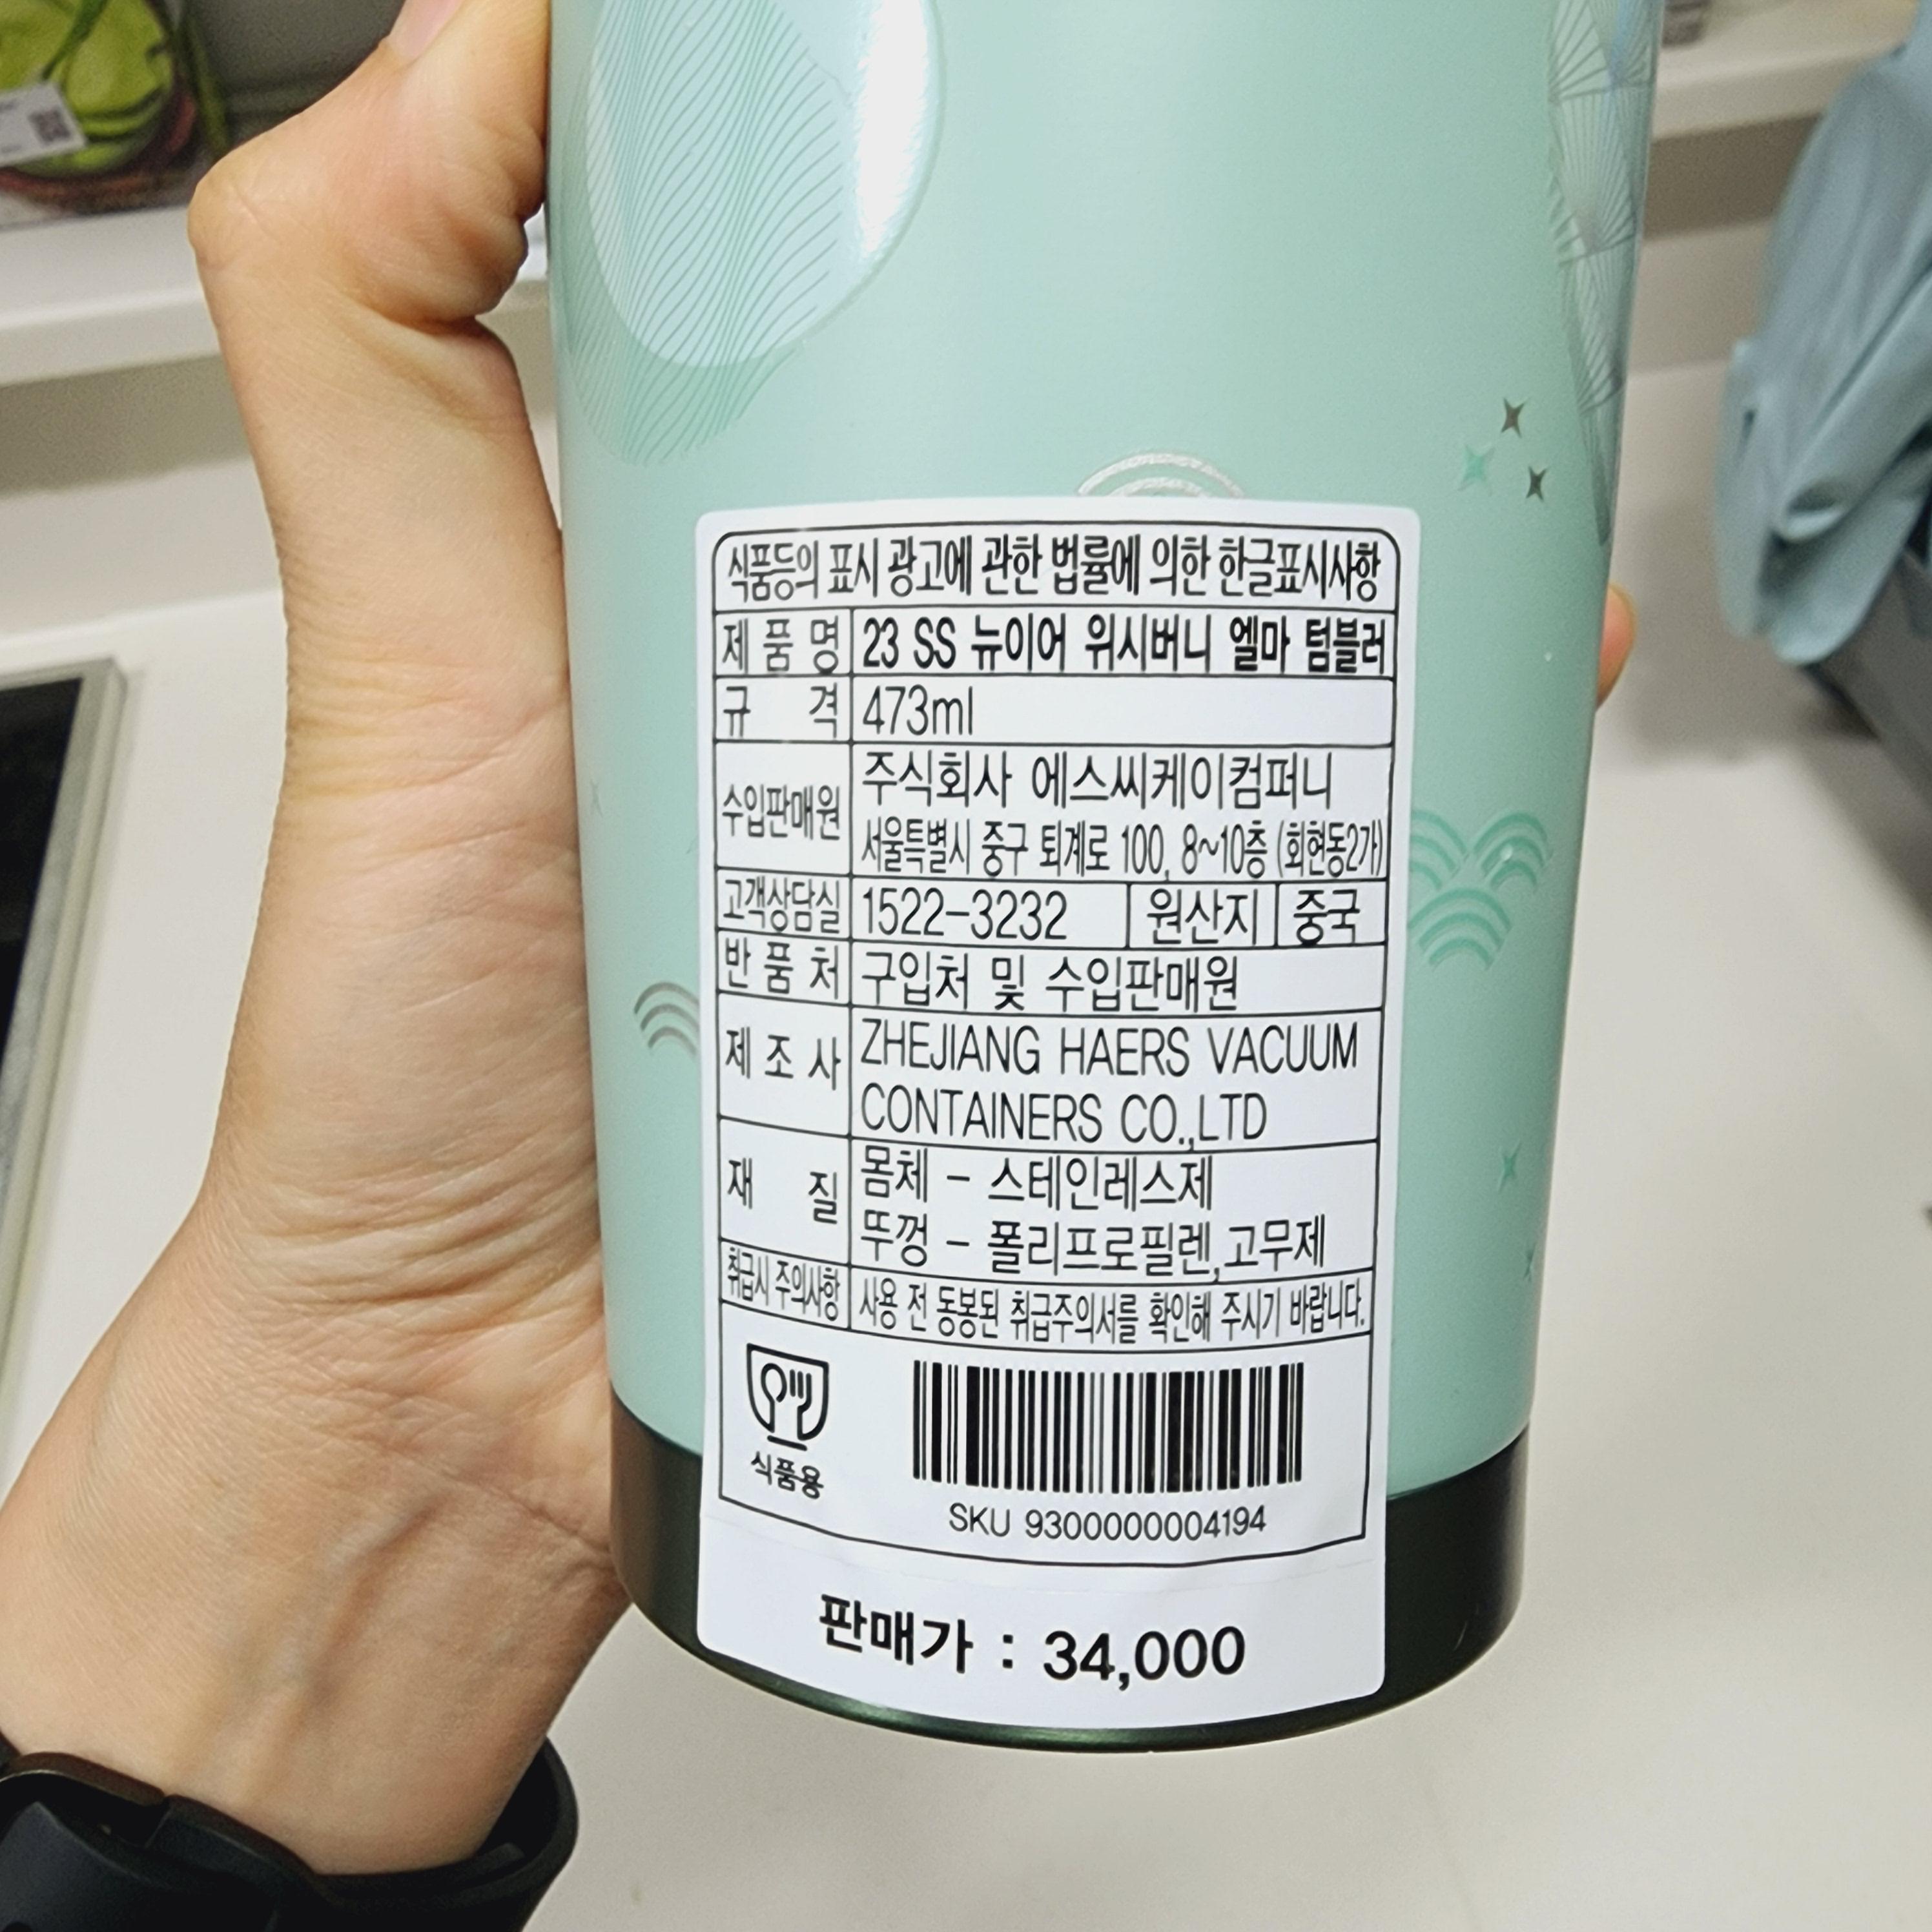 식품등의 표시 광고에 관한 법률에 의한 한글표시사항
제 품 명 23 SS 뉴이어 위시버니 엘마 텀블러
규 격 473ml
수입판매원 주식회사 에스씨케이컴퍼니
서울특별시 중구 퇴계로 100, 8~10층 (회현동2가)
고객상담실 1522-3232 원산지 중국
반 품 처 구입처 및 수입판매원
제 조 사 ZHEJIANG HAERS VACUUM
CONTAINERS CO.,LTD
재 질 몸체 - 스테인레스제
뚜껑 - 폴리프로필렌,고무제
취급시 주의사항 사용 전 동봉된 취급주의서를 확인해 주시기 바랍니다.
식품용
SKU 9300000004194
판매가 : 34,000